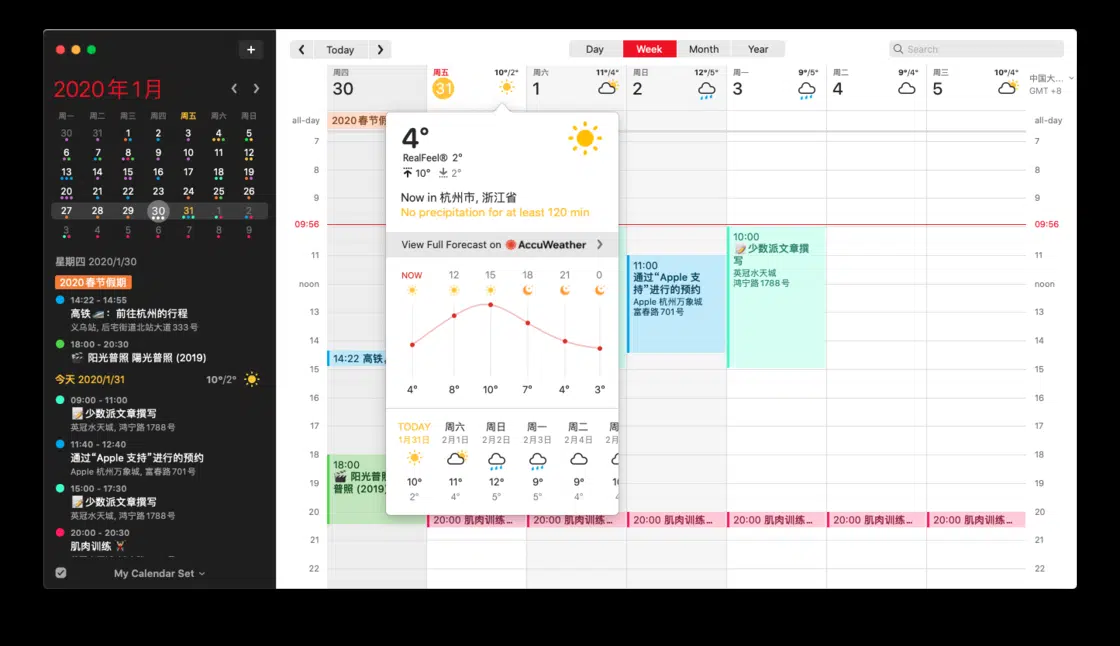 2020年1月
周一 周二 周三 周四 周五 周六 周日
30 31 1 2 3 4 5
6 7 8 9 10 11 12
13 14 15 16 17 18 19
20 21 22 23 24 25 26
27 28 29 30 31 1 2
3 4 5 6 7 8 9
星期四 2020/1/30
2020春节假期
14:22 - 14:55
高铁🚄：前往杭州的行程
义乌站, 后宅街道北站大道333号
18:00 - 20:30
🎬 阳光普照 陽光普照 (2019)
今天 2020/1/31 10°/2°
09:00 - 11:00
📝少数派文章撰写
英冠水天城, 鸿宁路1788号
11:40 - 12:40
通过“Apple 支持”进行的预约
Apple 杭州万象城, 富春路701号
15:00 - 17:30
📝少数派文章撰写
英冠水天城, 鸿宁路1788号
20:00 - 20:30
肌肉训练
My Calendar Set
Today
Day Week Month Year
Search
周四 周五 10°/2° 周六 11°/4° 周日 12°/5° 周一 9°/5° 周二 9°/4° 周三 10°/4°
30 31 1 2 3 4 5
中国大...
GMT +8
all-day 2020春节假 all-day
7 7
8 8
9 9
09:56 09:56
11 11
noon noon
13 13
14 14
15 15
16 16
17 17
18 18
19 19
20 20
21 21
22 22
14:22 高铁
18:00
🎬 阳光普照
普照 (2019)
4°
RealFeel® 2°
10° 2°
Now in 杭州市, 浙江省
No precipitation for at least 120 min
View Full Forecast on AccuWeather
NOW 12 15 18 21 0
4° 8° 10° 7° 4° 3°
TODAY 周六 周日 周一 周二
1月31日 2月1日 2月2日 2月3日 2月4日
10° 11° 12° 9° 9°
2° 4° 5° 5° 4°
11:00
通过“Apple 支
持”进行的预约
Apple 杭州万象城
富春路701号
10:00
📝少数派文章撰
写
英冠水天城
鸿宁路1788号
20:00 肌肉训练...
20:00 肌肉训练...
20:00 肌肉训练...
20:00 肌肉训练...
20:00 肌肉训练...
20:00 肌肉训练...